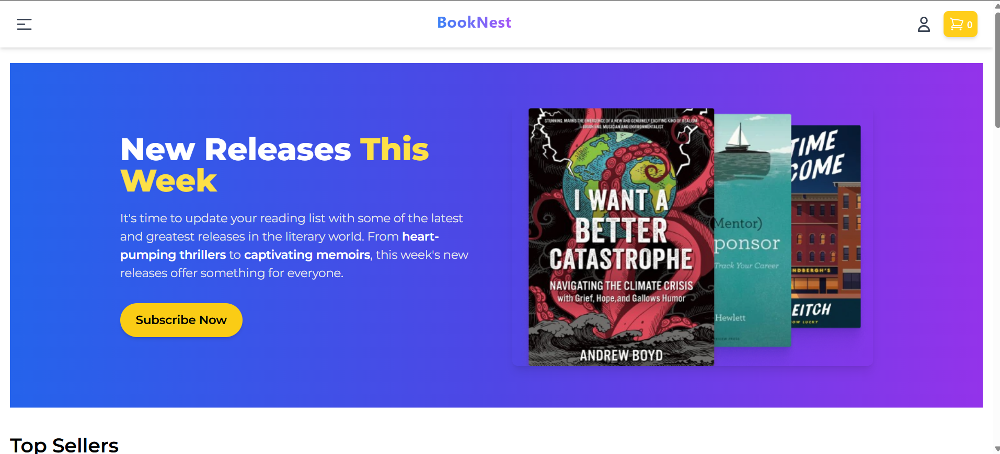 BookNest
0
New Releases This
Week
It's time to update your reading list with some of the latest
and greatest releases in the literary world. From heart-
pumping thrillers to captivating memoirs, this week's new
releases offer something for everyone.
Subscribe Now
STUNNING. MARKS THE EMERGENCE OF A NEW AND GENUINELY EXCITING KIND OF REALISM
—BRIAN ENO, MUSICIAN AND ENVIRONMENTALIST
I WANT A
BETTER
CATASTROPHE
NAVIGATING THE CLIMATE CRISIS
with Grief, Hope, and Gallows Humor
ANDREW BOYD
Mentor)
ponsor
Track Your Career
Hewlett
TIME
COME
NDBERGH'S
EITCH
OW LUCKY
Top Sellers